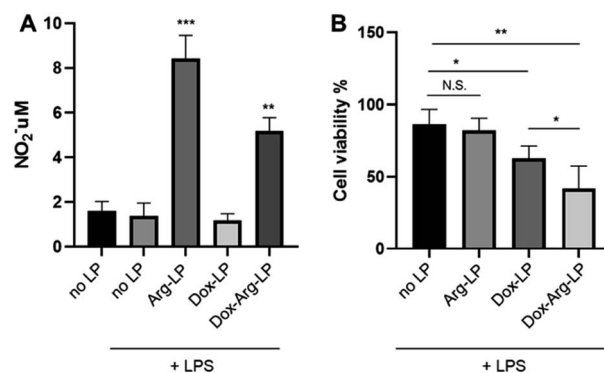 A
NO₂⁻uM
10
8
6
4
2
0
***
**
no LP
no LP
Arg-LP
Dox-LP
Dox-Arg-LP
+ LPS
B
Cell viability %
150
100
50
0
**
*
N.S.
*
no LP
Arg-LP
Dox-LP
Dox-Arg-LP
+ LPS